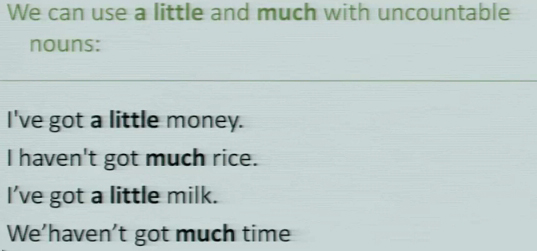 We can use a little and much with uncountable
nouns:
I've got a little money.
I haven't got much rice.
I've got a little milk.
We'haven't got much time